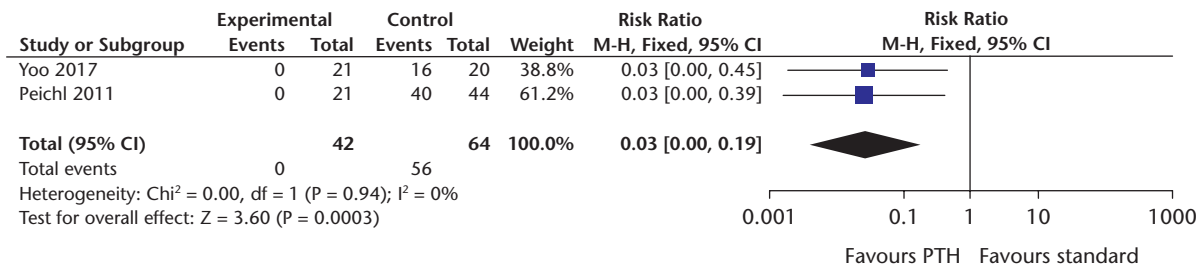 Experimental Control Risk Ratio Risk Ratio
Study or Subgroup Events Total Events Total Weight M-H, Fixed, 95% CI M-H, Fixed, 95% CI
Yoo 2017 0 21 16 20 38.8% 0.03 [0.00, 0.45]
Peichl 2011 0 21 40 44 61.2% 0.03 [0.00, 0.39]
Total (95% CI) 42 64 100.0% 0.03 [0.00, 0.19]
Total events 0 56
Heterogeneity: Chi² = 0.00, df = 1 (P = 0.94); I² = 0%
Test for overall effect: Z = 3.60 (P = 0.0003)
0.001 0.1 1 10 1000
Favours PTH Favours standard